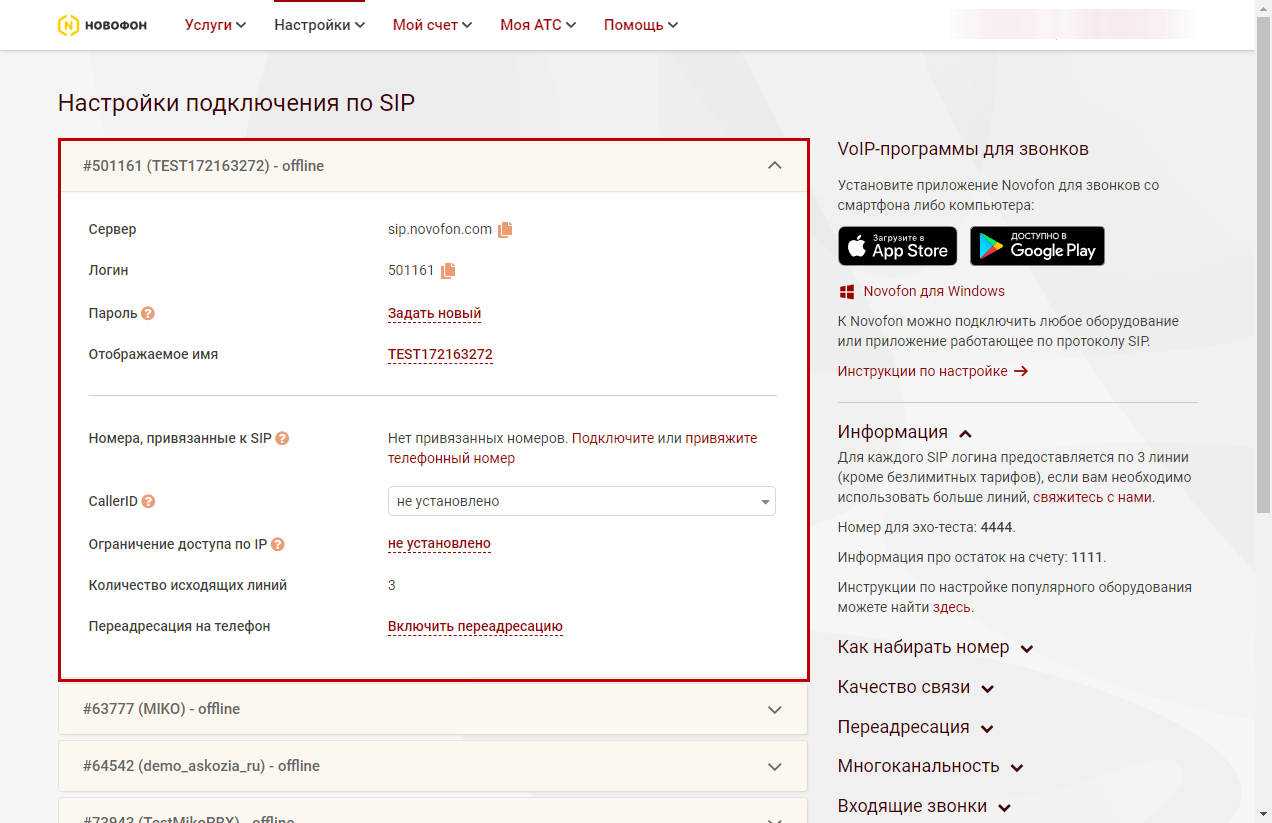 НОВОФОН
Услуги
Настройки
Мой счет
Моя АТС
Помощь
Настройки подключения по SIP
#501161 (TEST172163272) - offline
Сервер
sip.novofon.com
Логин
501161
Пароль ?
Задать новый
Отображаемое имя
TEST172163272
Номера, привязанные к SIP ?
Нет привязанных номеров. Подключите или привяжите
телефонный номер
CallerID ?
не установлено
Ограничение доступа по IP ?
не установлено
Количество исходящих линий
3
Переадресация на телефон
Включить переадресацию
#63777 (MIKO) - offline
#64542 (demo_askozia_ru) - offline
#73943 (TestMikoPBX) - offline
VoIP-программы для звонков
Установите приложение Novofon для звонков со
смартфона либо компьютера:
Загрузите в
App Store
ДОСТУПНО В
Google Play
Novofon для Windows
К Novofon можно подключить любое оборудование
или приложение работающее по протоколу SIP.
Инструкции по настройке →
Информация
Для каждого SIP логина предоставляется по 3 линии
(кроме безлимитных тарифов), если вам необходимо
использовать больше линий, свяжитесь с нами.
Номер для эхо-теста: 4444.
Информация про остаток на счету: 1111.
Инструкции по настройке популярного оборудования
можете найти здесь.
Как набирать номер
Качество связи
Переадресация
Многоканальность
Входящие звонки